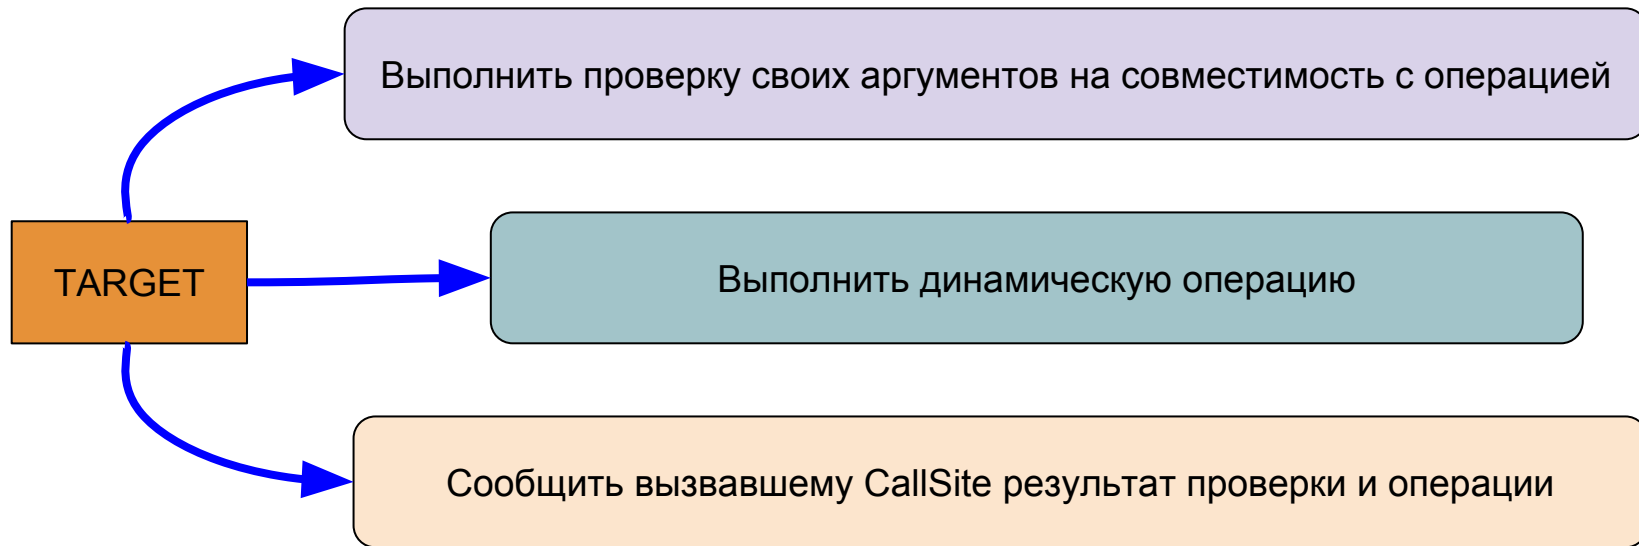 Выполнить проверку своих аргументов на совместимость с операцией
TARGET
Выполнить динамическую операцию
Сообщить вызвавшему CallSite результат проверки и операции